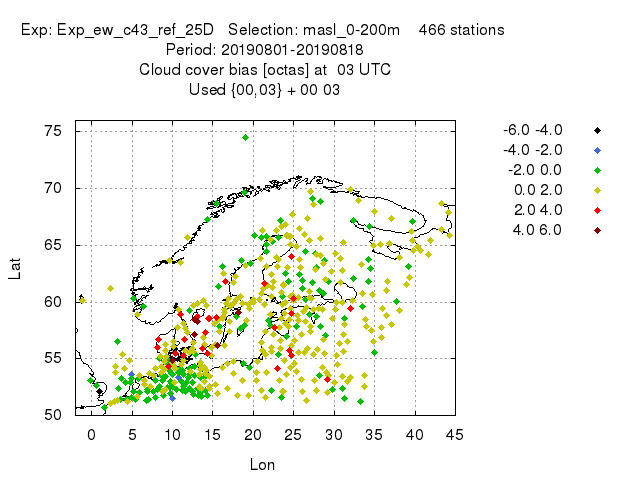 Exp: Exp_ew_c43_ref_25D Selection: masl_0-200m 466 stations
Period: 20190801-20190818
Cloud cover bias [octas] at 03 UTC
Used {00,03} + 00 03
-6.0 -4.0
-4.0 -2.0
-2.0 0.0
0.0 2.0
2.0 4.0
4.0 6.0
75
70
65
60
55
50
Lat
0 5 10 15 20 25 30 35 40 45
Lon